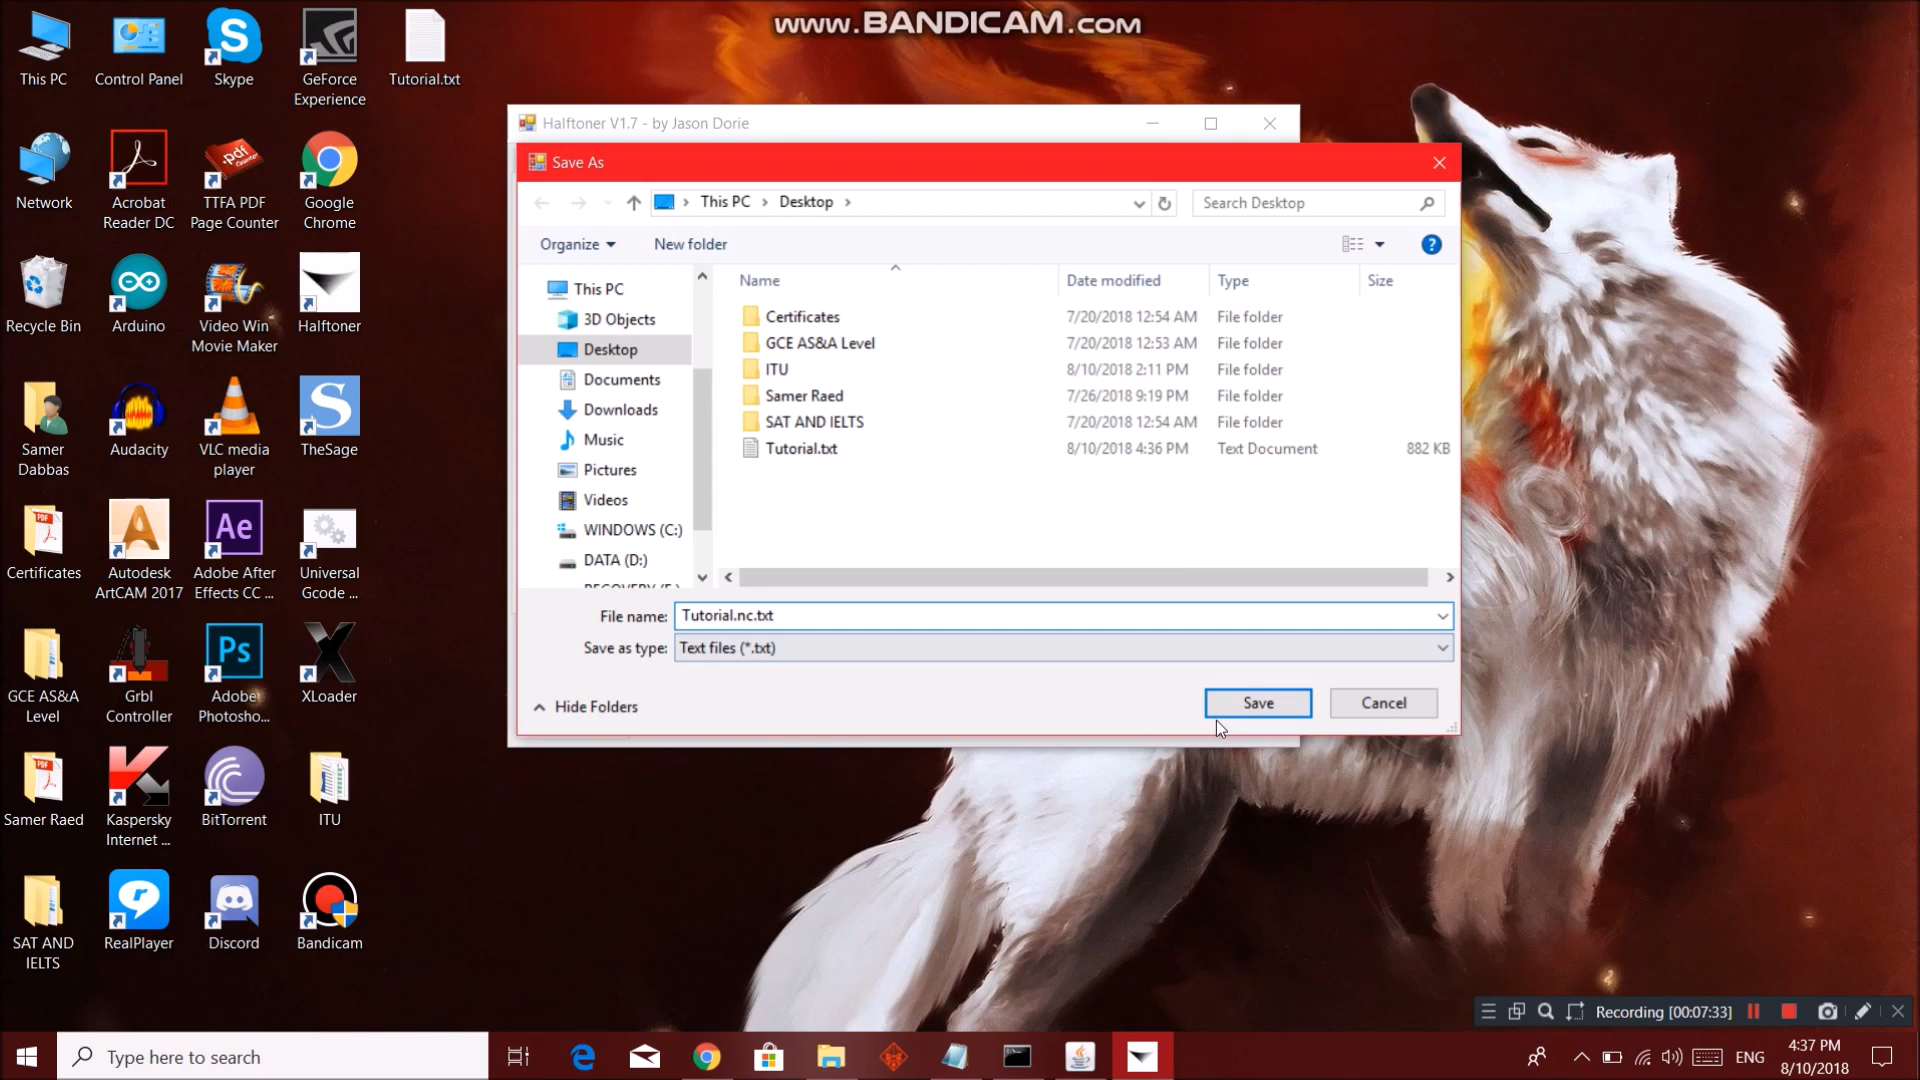 www.BANDICAM.com
This PC
Control Panel
Skype
GeForce
Experience
Tutorial.txt
Network
Acrobat
Reader DC
TTFA PDF
Page Counter
Google
Chrome
Recycle Bin
Arduino
Video Win
Movie Maker
Halftoner
Samer
Dabbas
Audacity
VLC media
player
TheSage
Certificates
Autodesk
ArtCAM 2017
Adobe After
Effects CC ...
Universal
Gcode ...
GCE AS&A
Level
Grbl
Controller
Adobe
Photosho...
XLoader
Samer Raed
Kaspersky
Internet ...
BitTorrent
ITU
SAT AND
IELTS
RealPlayer
Discord
Bandicam
Halftoner V1.7 - by Jason Dorie
Save As
This PC > Desktop >
Search Desktop
Organize
New folder
Name
Date modified
Type
Size
This PC
3D Objects
Desktop
Documents
Downloads
Music
Pictures
Videos
WINDOWS (C:)
DATA (D:)
Certificates 7/20/2018 12:54 AM File folder
GCE AS&A Level 7/20/2018 12:53 AM File folder
ITU 8/10/2018 2:11 PM File folder
Samer Raed 7/26/2018 9:19 PM File folder
SAT AND IELTS 7/20/2018 12:54 AM File folder
Tutorial.txt 8/10/2018 4:36 PM Text Document 882 KB
File name: Tutorial.nc.txt
Save as type: Text files (*.txt)
Hide Folders
Save
Cancel
Recording [00:07:33]
Type here to search
ENG
4:37 PM
8/10/2018